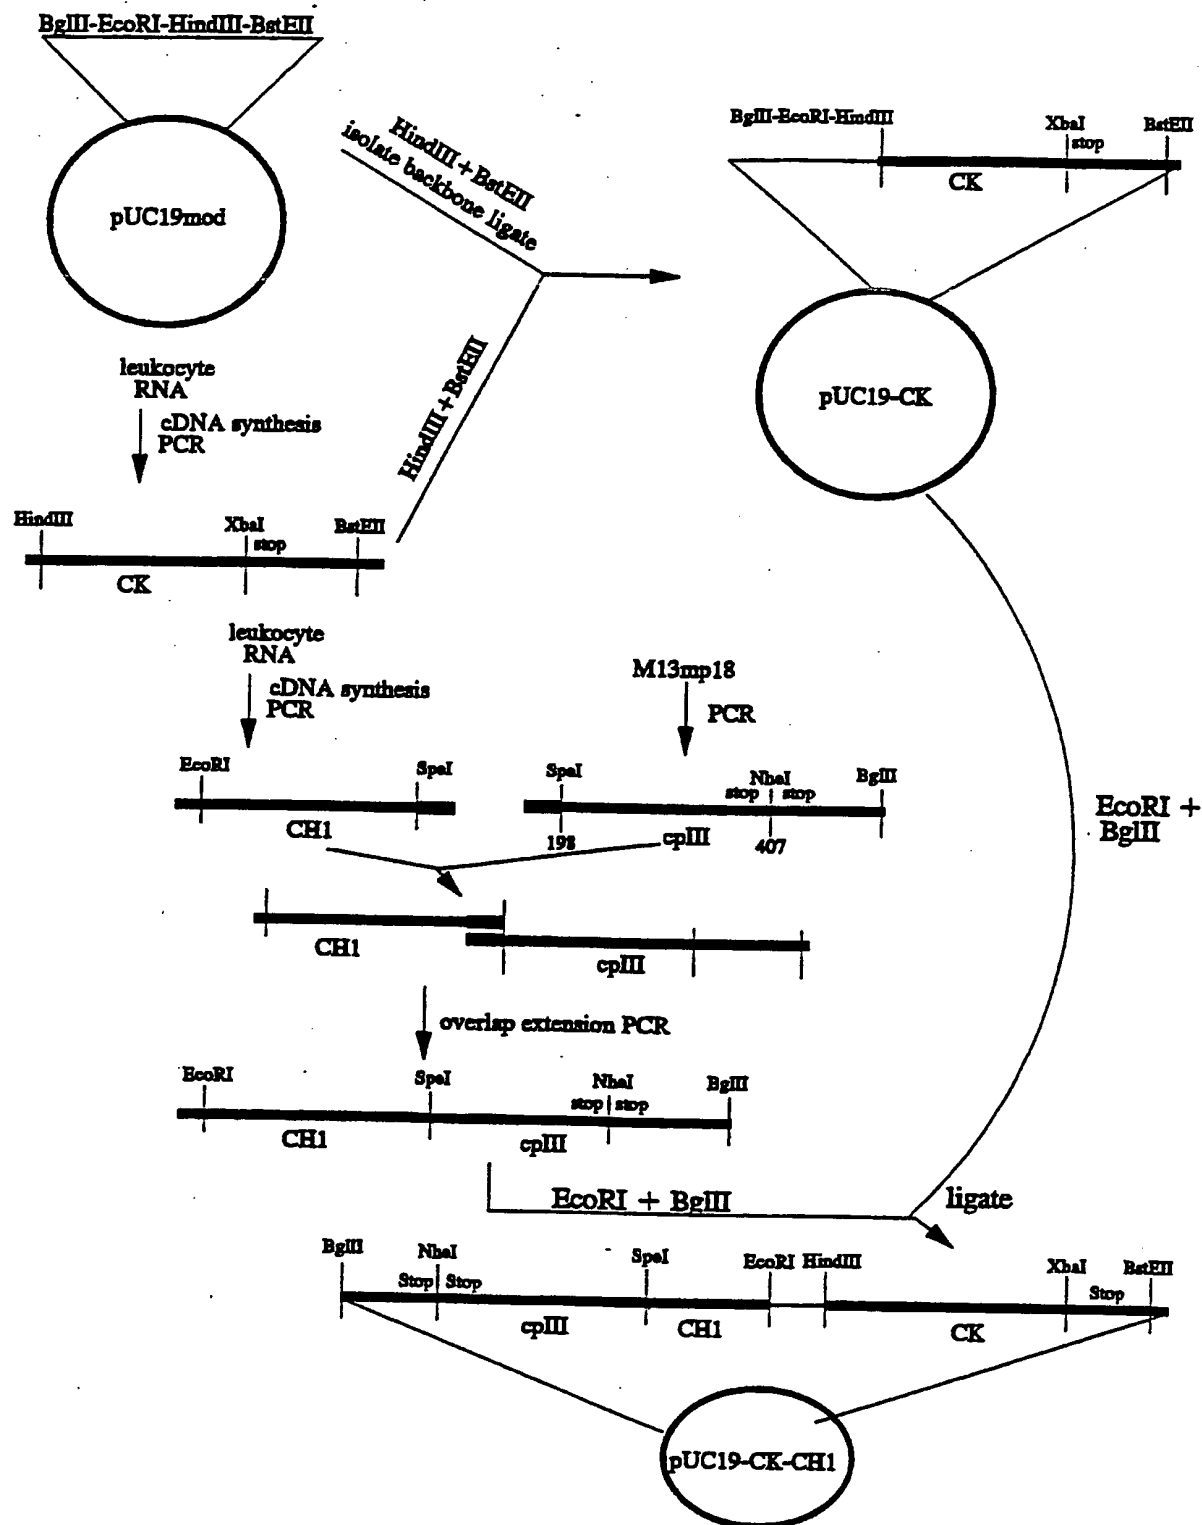 BglII-EcoRI-HindIII-BstEII
pUC19mod
HindIII+BstEII
isolate backbone ligate
BglII-EcoRI-HindIII
XbaI
stop
BstEII
CK
pUC19-CK
leukocyte
RNA
cDNA synthesis
PCR
HindIII+BstEII
HindIII
XbaI
stop
BstEII
CK
leukocyte
RNA
cDNA synthesis
PCR
M13mp18
PCR
EcoRI
SpeI
CH1
SpeI
NheI
stop
stop
BglII
198
cpIII
407
EcoRI +
BglII
CH1
cpIII
overlap extension PCR
EcoRI
SpeI
NheI
stop
stop
BglII
CH1
cpIII
EcoRI + BglII
ligate
BglII
NheI
Stop
Stop
SpeI
EcoRI
HindIII
XbaI
Stop
BstEII
cpIII
CH1
CK
pUC19-CK-CH1